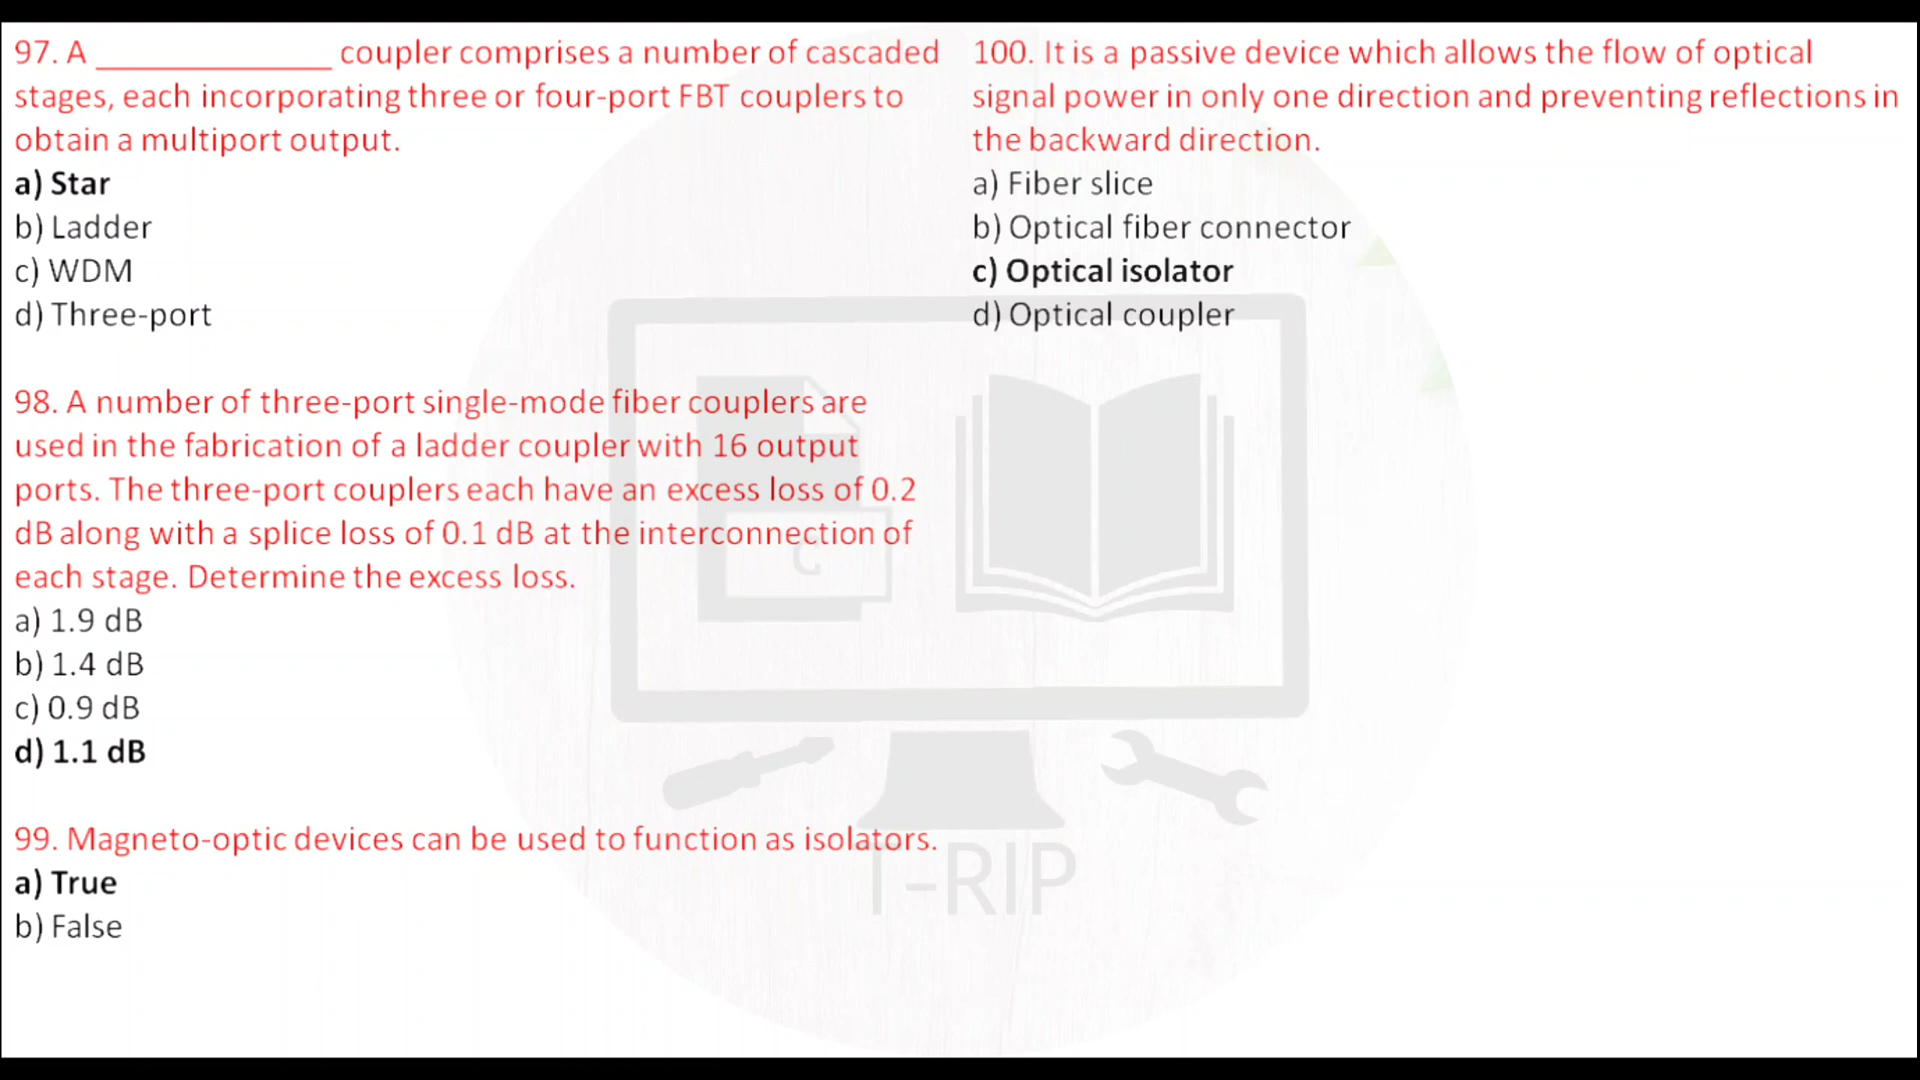 97. A ______________ coupler comprises a number of cascaded
stages, each incorporating three or four-port FBT couplers to
obtain a multiport output.
a) Star
b) Ladder
c) WDM
d) Three-port
98. A number of three-port single-mode fiber couplers are
used in the fabrication of a ladder coupler with 16 output
ports. The three-port couplers each have an excess loss of 0.2
dB along with a splice loss of 0.1 dB at the interconnection of
each stage. Determine the excess loss.
a) 1.9 dB
b) 1.4 dB
c) 0.9 dB
d) 1.1 dB
99. Magneto-optic devices can be used to function as isolators.
a) True
b) False
100. It is a passive device which allows the flow of optical
signal power in only one direction and preventing reflections in
the backward direction.
a) Fiber slice
b) Optical fiber connector
c) Optical isolator
d) Optical coupler
C
T-RIP